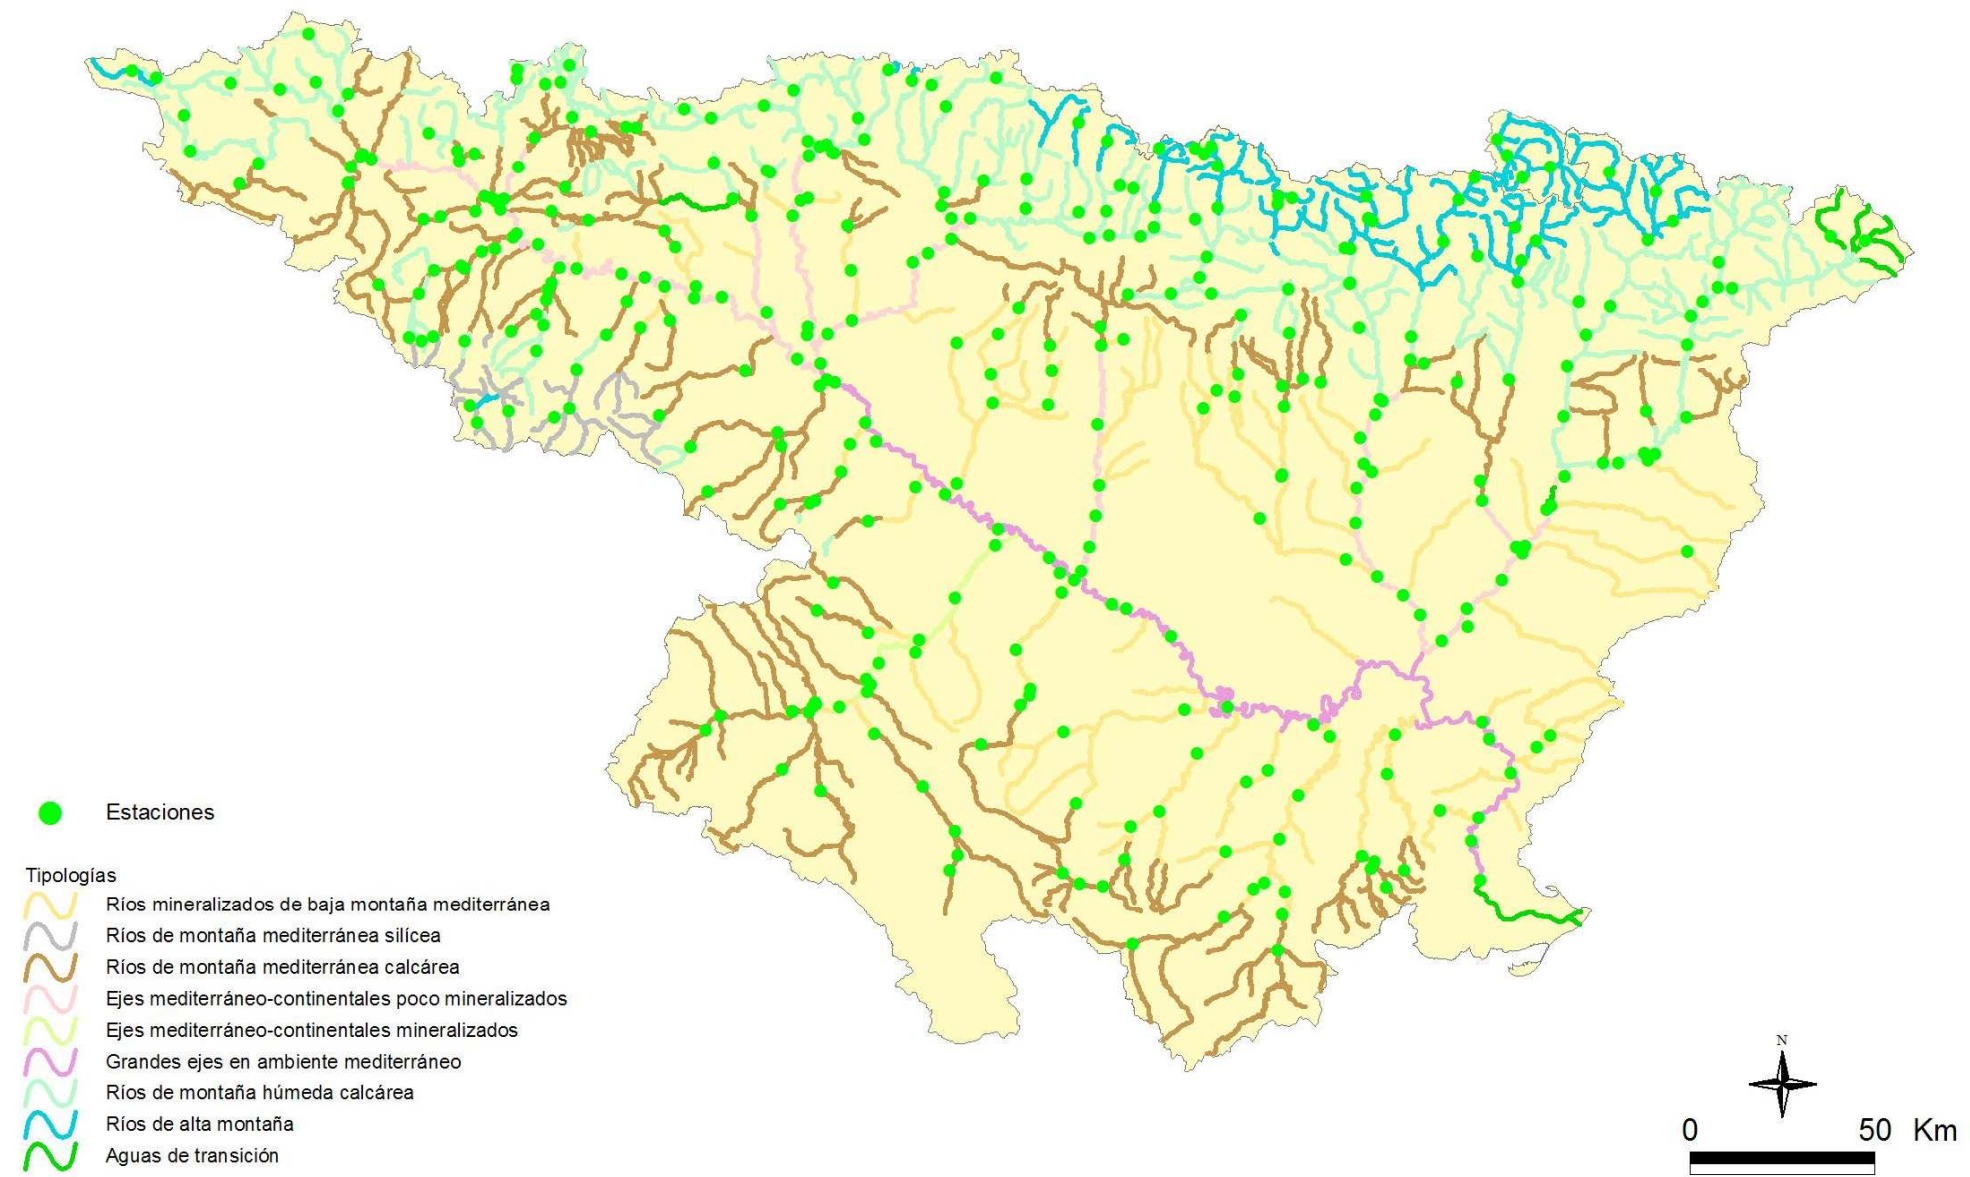 Estaciones
Tipologías
Ríos mineralizados de baja montaña mediterránea
Ríos de montaña mediterránea silícea
Ríos de montaña mediterránea calcárea
Ejes mediterráneo-continentales poco mineralizados
Ejes mediterráneo-continentales mineralizados
Grandes ejes en ambiente mediterráneo
Ríos de montaña húmeda calcárea
Ríos de alta montaña
Aguas de transición
N
0 50 Km